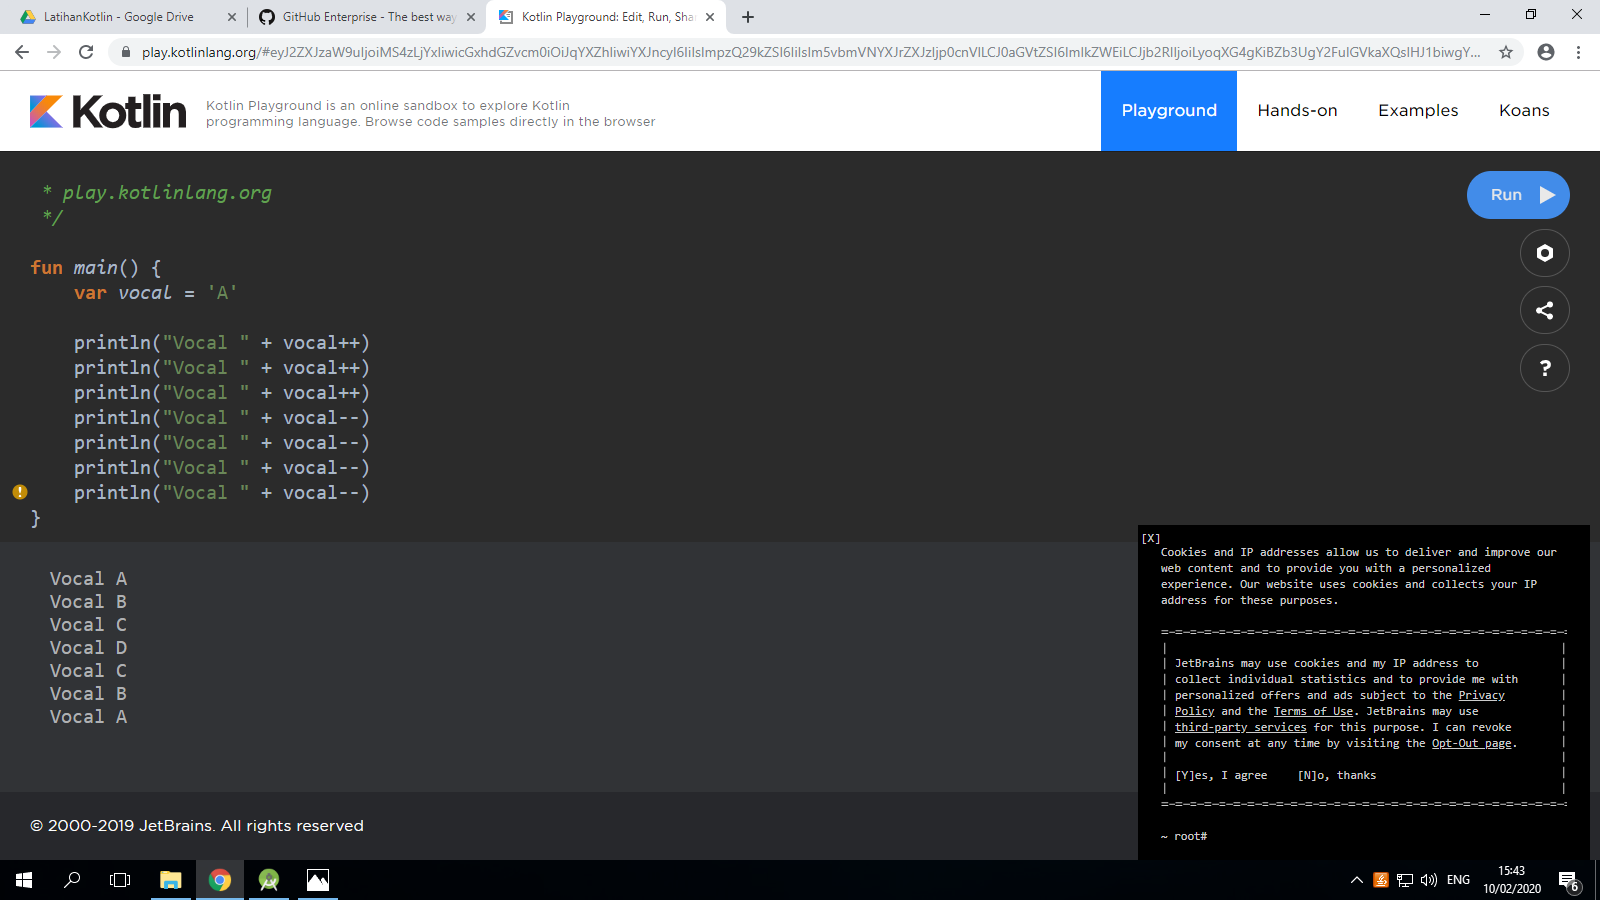 LatihanKotlin - Google Drive
GitHub Enterprise - The best way
Kotlin Playground: Edit, Run, Sha
Kotlin
Kotlin Playground is an online sandbox to explore Kotlin
programming language. Browse code samples directly in the browser
Playground
Hands-on
Examples
Koans
* play.kotlinlang.org
*/
Run
fun main() {
var vocal = 'A'
println("Vocal " + vocal++)
println("Vocal " + vocal++)
println("Vocal " + vocal++)
println("Vocal " + vocal--)
println("Vocal " + vocal--)
println("Vocal " + vocal--)
println("Vocal " + vocal--)
}
?
Vocal A
Vocal B
Vocal C
Vocal D
Vocal C
Vocal B
Vocal A
[X]
Cookies and IP addresses allow us to deliver and improve our
web content and to provide you with a personalized
experience. Our website uses cookies and collects your IP
address for these purposes.
JetBrains may use cookies and my IP address to
collect individual statistics and to provide me with
personalized offers and ads subject to the Privacy
Policy and the Terms of Use. JetBrains may use
third-party services for this purpose. I can revoke
my consent at any time by visiting the Opt-Out page.
[Y]es, I agree [N]o, thanks
~ root#
© 2000-2019 JetBrains. All rights reserved
ENG
15:43
10/02/2020
6